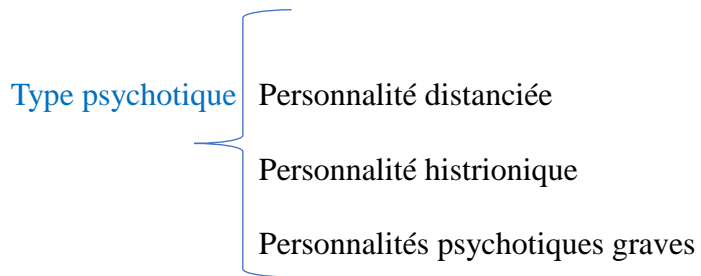 Type psychotique Personnalité distanciée
Personnalité histrionique
Personnalités psychotiques graves